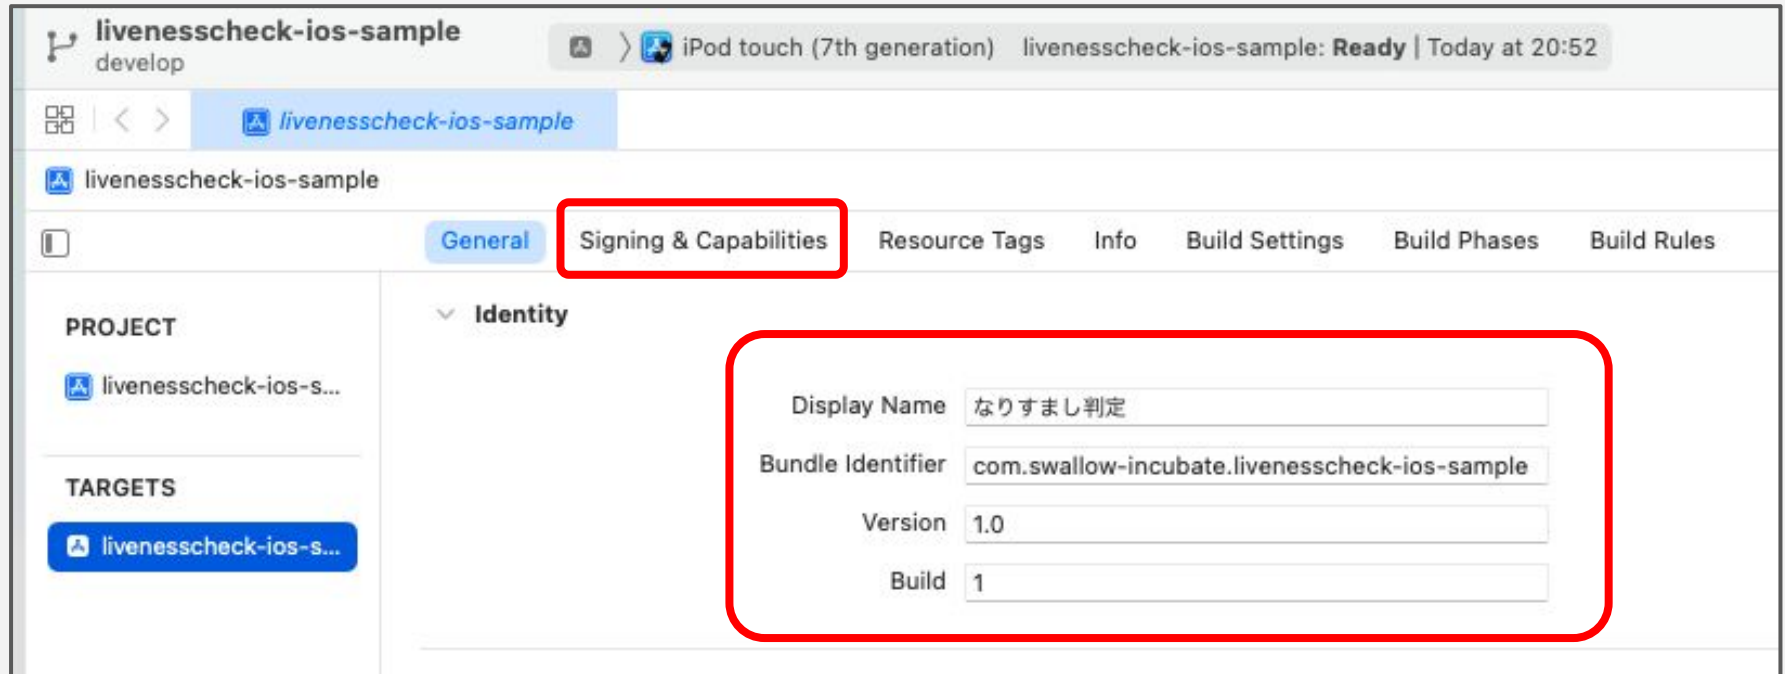 livenesscheck-ios-sample
develop
iPod touch (7th generation) livenesscheck-ios-sample: Ready | Today at 20:52
livenesscheck-ios-sample
livenesscheck-ios-sample
General Signing & Capabilities Resource Tags Info Build Settings Build Phases Build Rules
PROJECT
livenesscheck-ios-s...
TARGETS
livenesscheck-ios-s...
Identity
Display Name なりすまし判定
Bundle Identifier com.swallow-incubate.livenesscheck-ios-sample
Version 1.0
Build 1